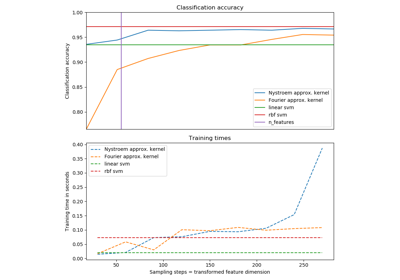 Classification accuracy
1.00
0.95
0.90
0.85
0.80
Classification accuracy
Nystroem approx. kernel
Fourier approx. kernel
linear svm
rbf svm
n_features
Training times
0.40
0.35
0.30
0.25
0.20
0.15
0.10
0.05
0.00
Training time in seconds
Nystroem approx. kernel
Fourier approx. kernel
linear svm
rbf svm
50
100
150
200
250
Sampling steps = transformed feature dimension